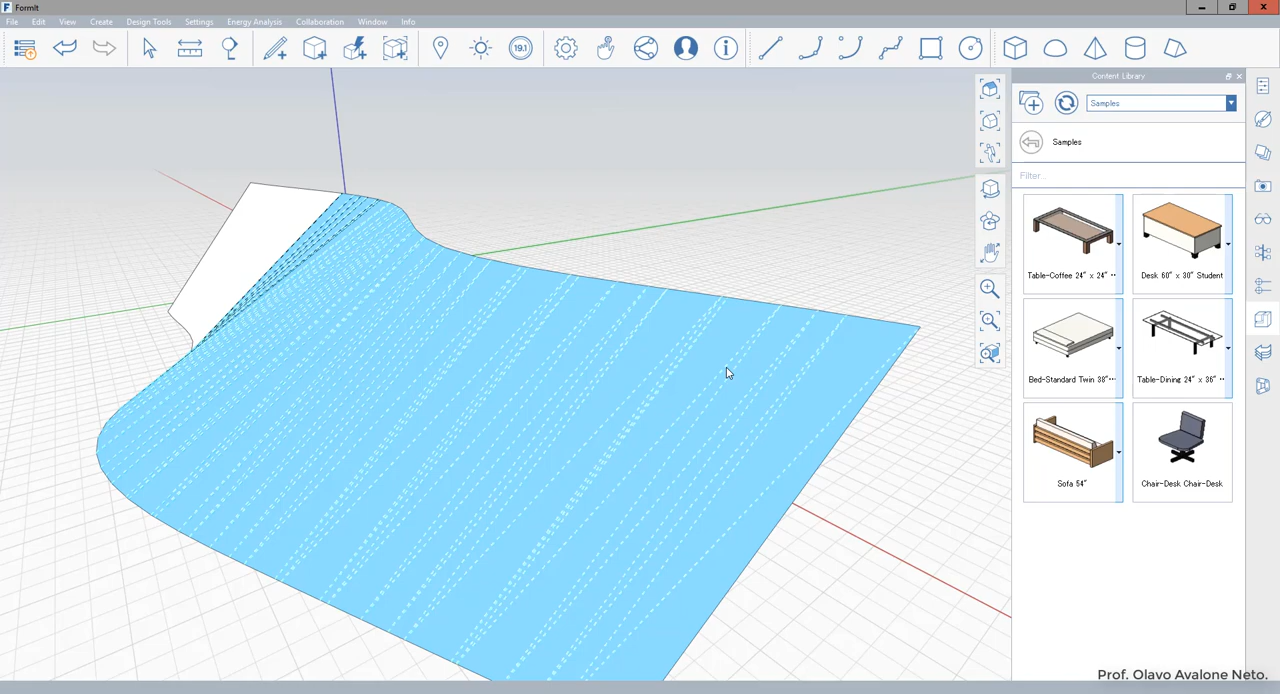 FormIt
File Edit View Create Design Tools Settings Energy Analysis Collaboration Window Info
19.1
Content Library
Samples
Samples
Filter...
Table-Coffee 24" x 24" ...
Desk 60" x 30" Student
Bed-Standard Twin 38"...
Table-Dining 24" x 36" ...
Sofa 54"
Chair-Desk Chair-Desk
Prof. Olavo Avalone Neto.